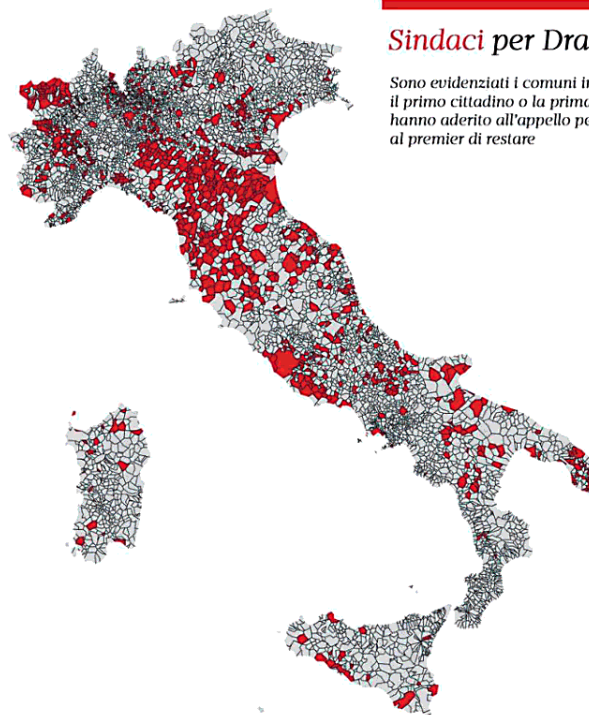 Sindaci per Dra
Sono evidenziati i comuni i
il primo cittadino o la prima
hanno aderito all'appello pe
al premier di restare